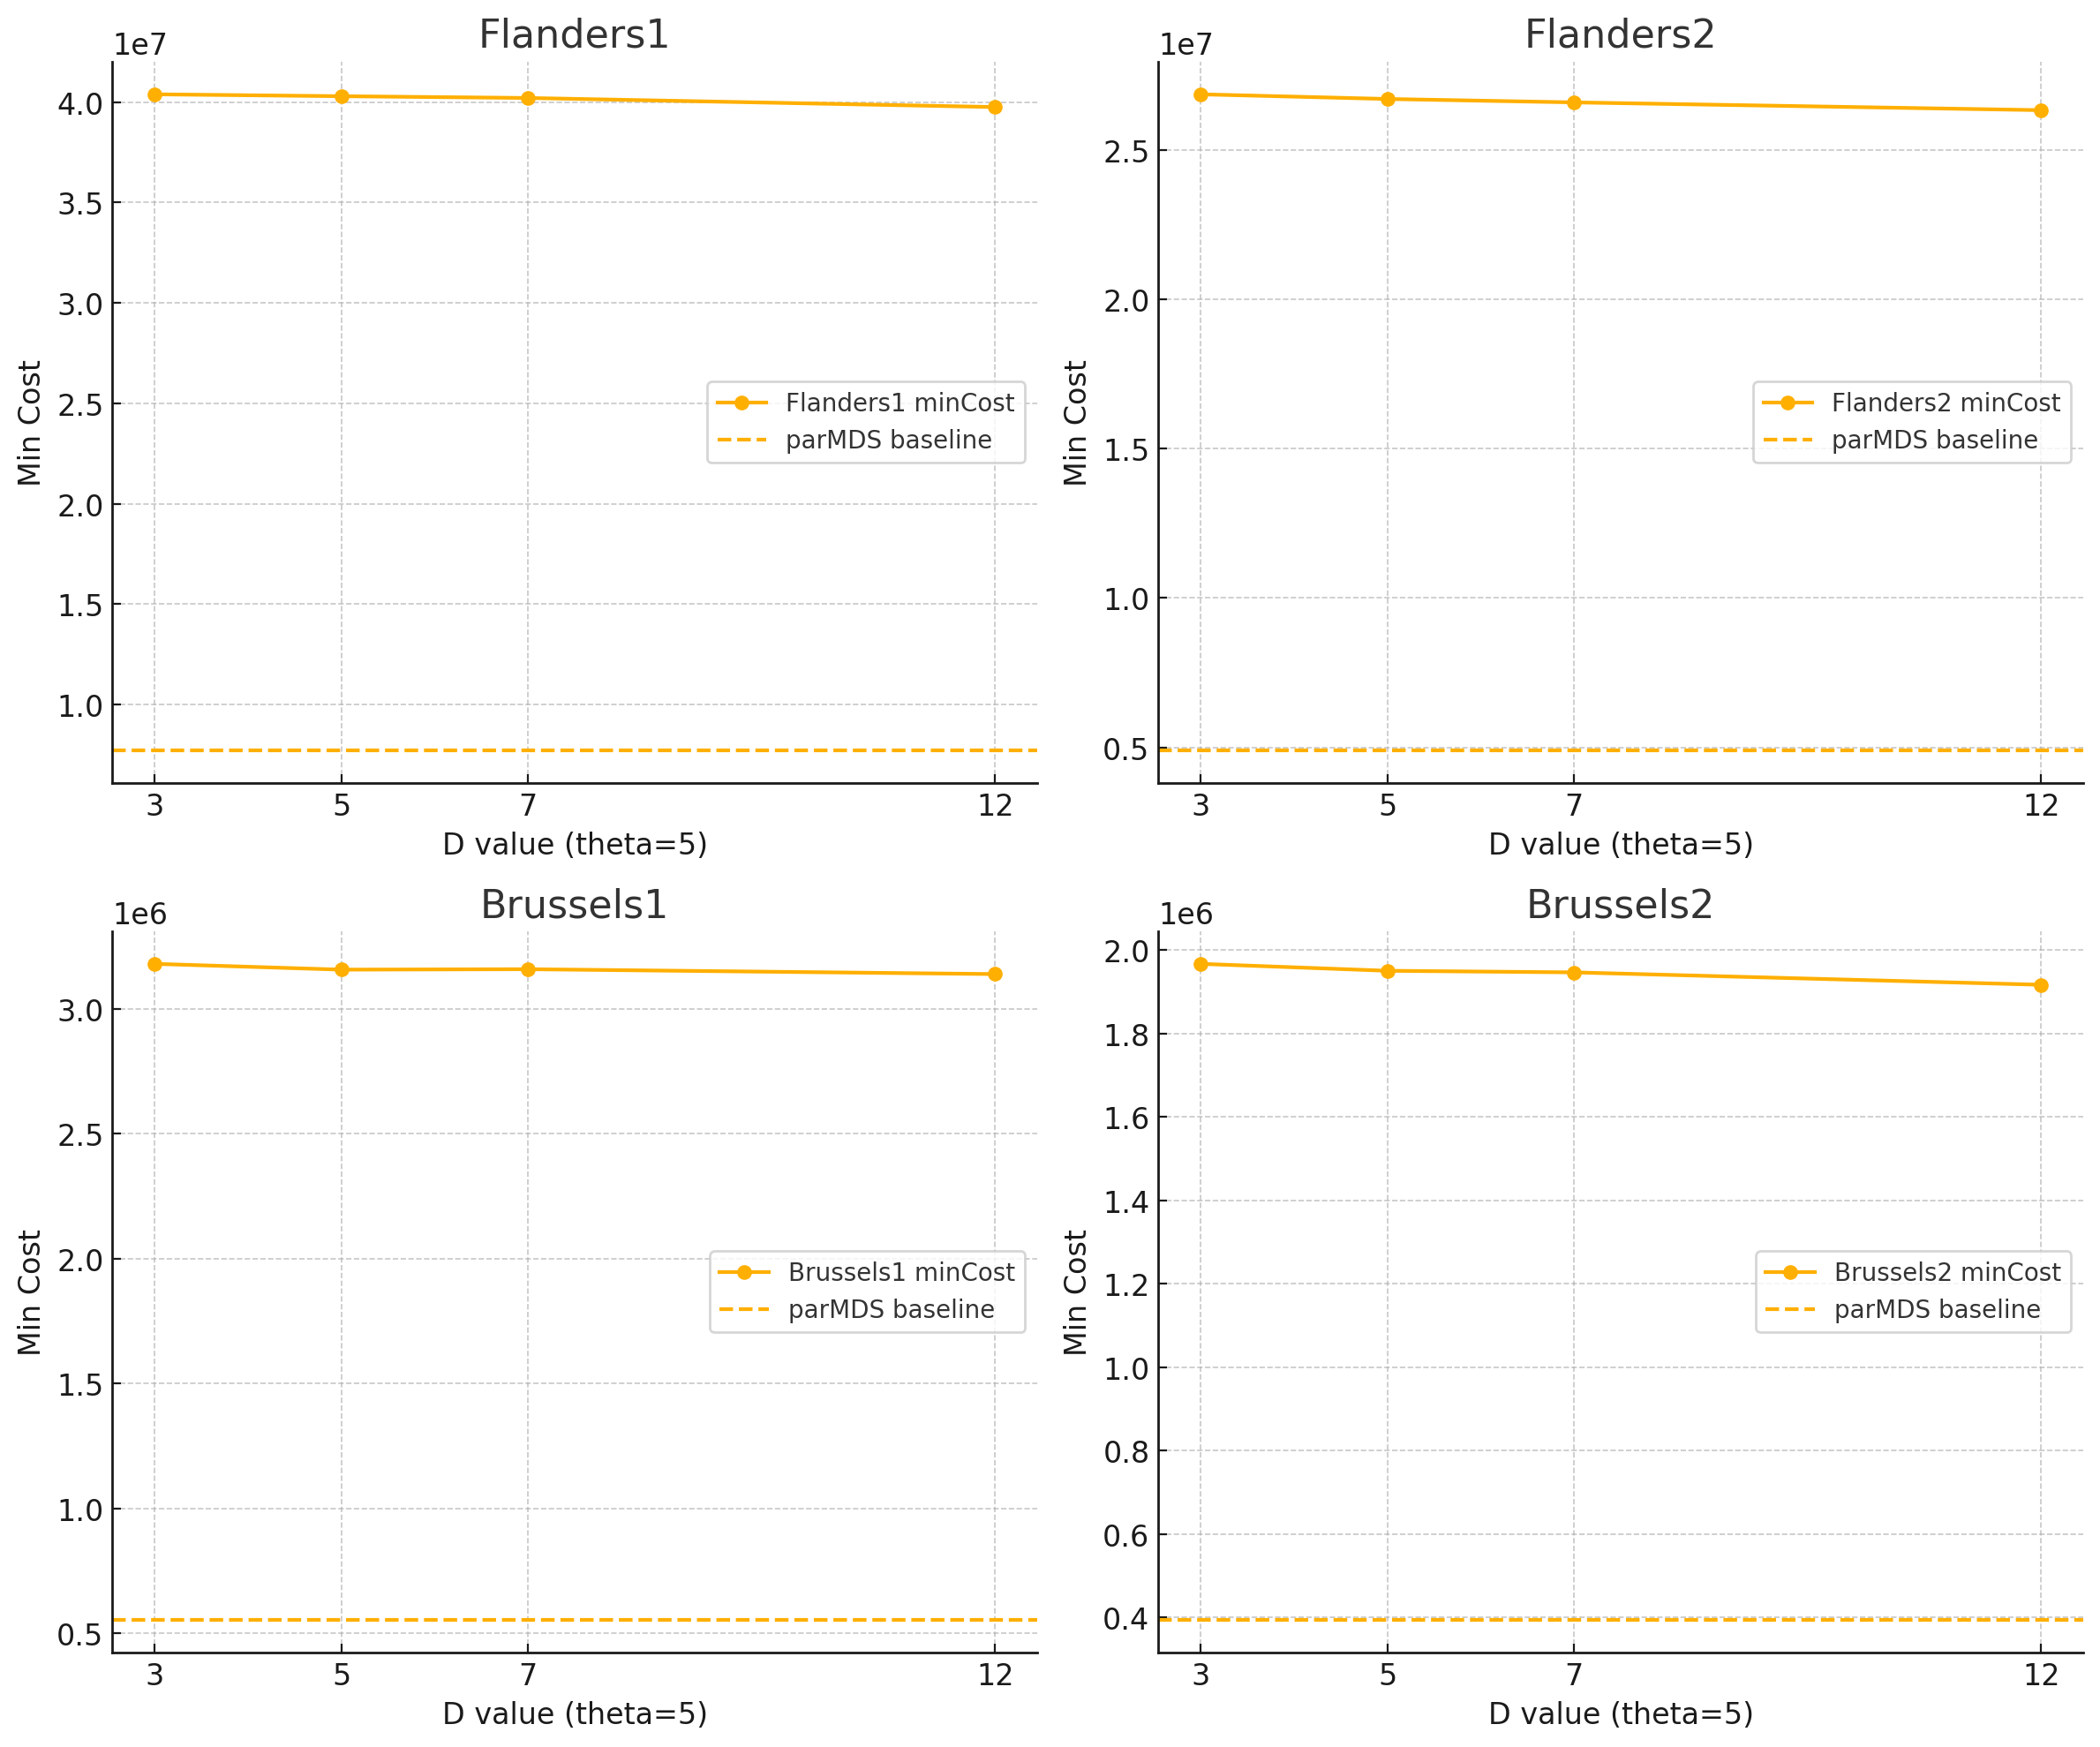 Flanders1
1e7
4.0
3.5
3.0
2.5
2.0
1.5
1.0
Min Cost
Flanders1 minCost
parMDS baseline
3 5 7 12
D value (theta=5)
Flanders2
1e7
2.5
2.0
1.5
1.0
0.5
Min Cost
Flanders2 minCost
parMDS baseline
3 5 7 12
D value (theta=5)
Brussels1
1e6
3.0
2.5
2.0
1.5
1.0
0.5
Min Cost
Brussels1 minCost
parMDS baseline
3 5 7 12
D value (theta=5)
Brussels2
1e6
2.0
1.8
1.6
1.4
1.2
1.0
0.8
0.6
0.4
Min Cost
Brussels2 minCost
parMDS baseline
3 5 7 12
D value (theta=5)